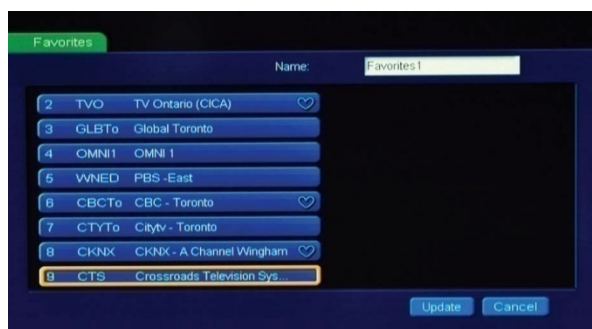 Favorites
Name: Favorites1
2 TVO TV Ontario (CICA)
3 GLBTo Global Toronto
4 OMNI1 OMNI 1
5 WNED PBS -East
6 CBCTo CBC - Toronto
7 CTYTo Citytv - Toronto
8 CKNX CKNX - A Channel Wingham
9 CTS Crossroads Television Sys...
Update Cancel